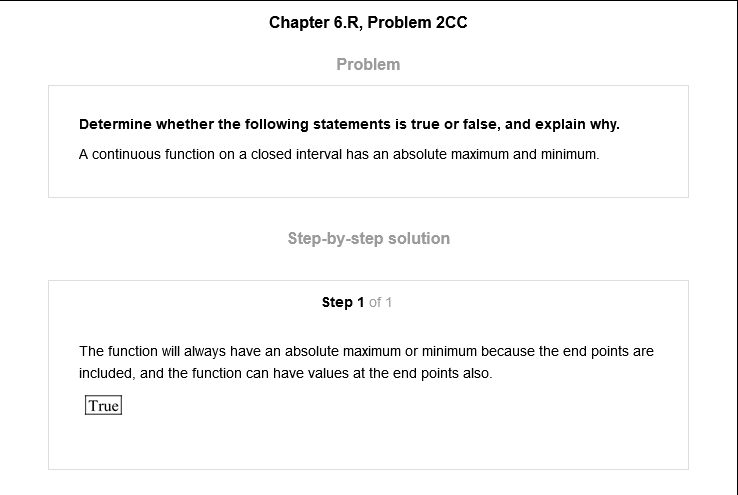 Chapter 6.R, Problem 2CC
Problem
Determine whether the following statements is true or false, and explain why.
A continuous function on a closed interval has an absolute maximum and minimum.
Step-by-step solution
Step 1 of 1
The function will always have an absolute maximum or minimum because the end points are
included, and the function can have values at the end points also.
True